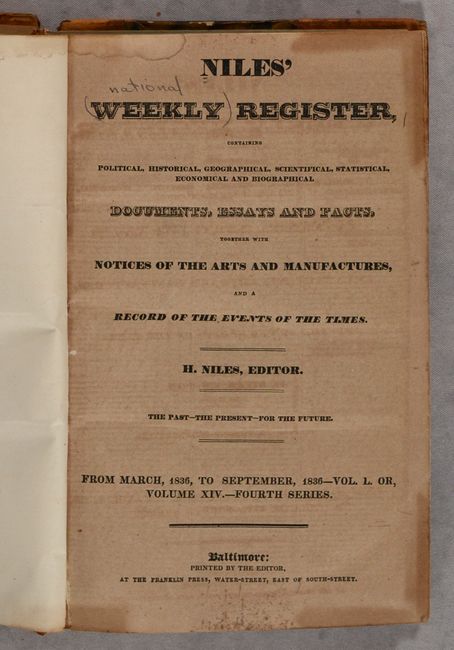 NILES'
national
(WEEKLY) REGISTER,
CONTAINING
POLITICAL, HISTORICAL, GEOGRAPHICAL, SCIENTIFICAL, STATISTICAL,
ECONOMICAL AND BIOGRAPHICAL
DOCUMENTS, ESSAYS AND FACTS,
TOGETHER WITH
NOTICES OF THE ARTS AND MANUFACTURES,
AND A
RECORD OF THE EVENTS OF THE TIMES.
H. NILES, EDITOR.
THE PAST—THE PRESENT—FOR THE FUTURE.
FROM MARCH, 1836, TO SEPTEMBER, 1836—VOL. L. OR,
VOLUME XIV.—FOURTH SERIES.
Baltimore:
PRINTED BY THE EDITOR,
AT THE FRANKLIN PRESS, WATER-STREET, EAST OF SOUTH-STREET.